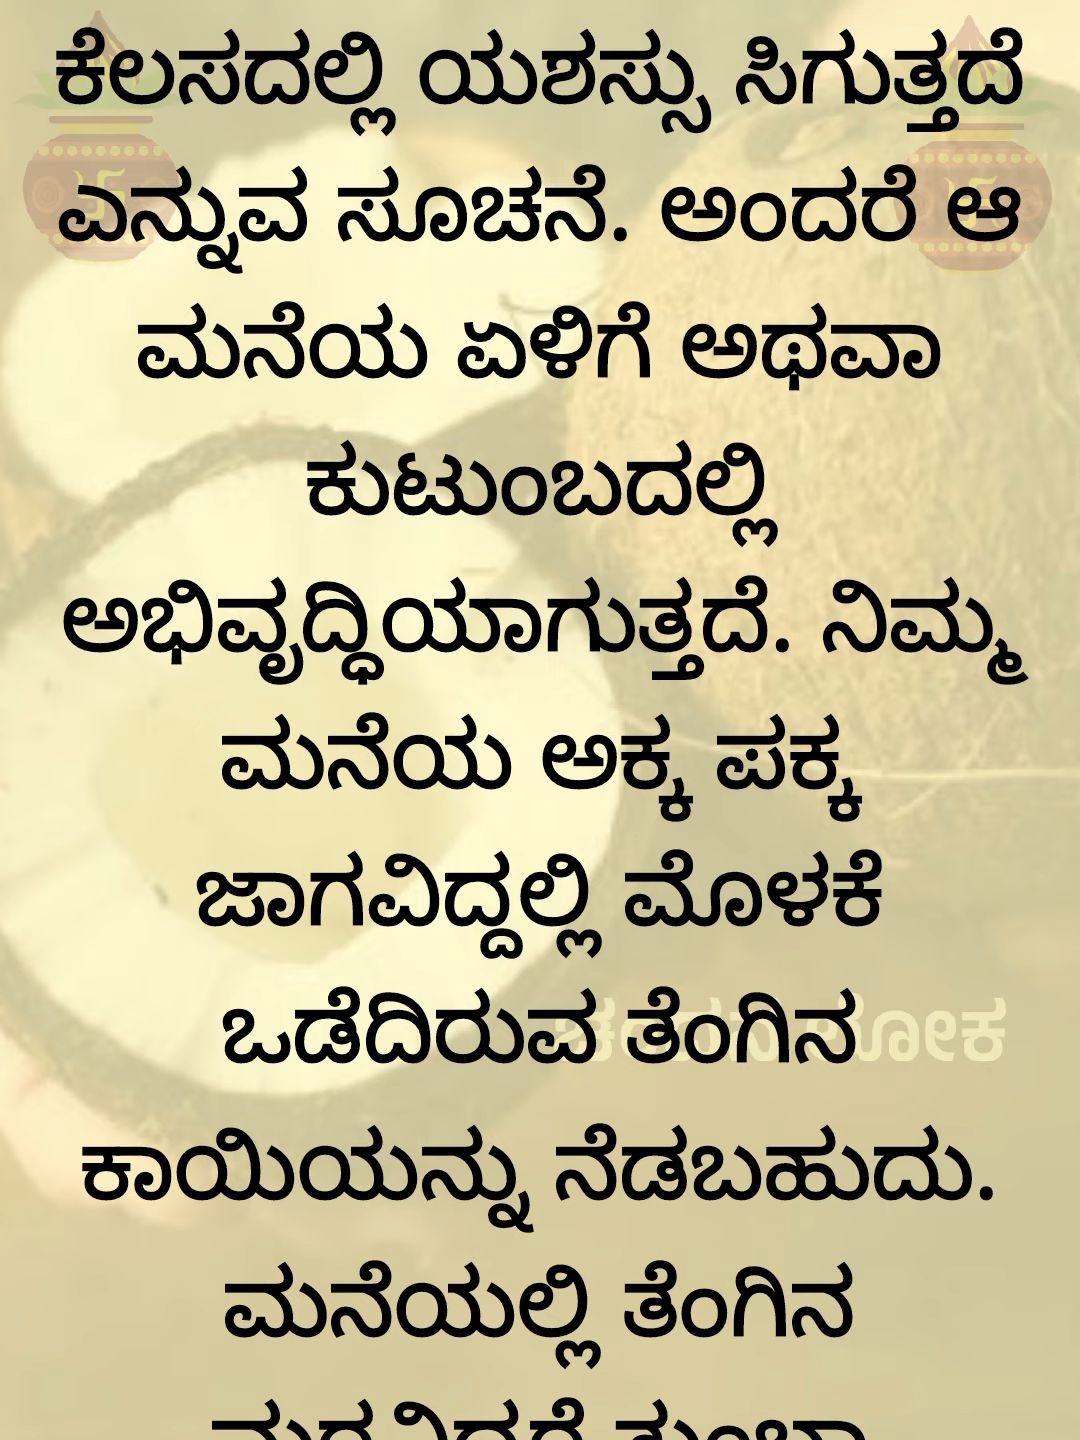 ಕೆಲಸದಲ್ಲಿ ಯಶಸ್ಸು ಸಿಗುತ್ತದೆ
ಎನ್ನುವ ಸೂಚನೆ. ಅಂದರೆ ಆ
ಮನೆಯ ಏಳಿಗೆ ಅಥವಾ
ಕುಟುಂಬದಲ್ಲಿ
ಅಭಿವೃದ್ಧಿಯಾಗುತ್ತದೆ. ನಿಮ್ಮ
ಮನೆಯ ಅಕ್ಕ ಪಕ್ಕ
ಜಾಗವಿದ್ದಲ್ಲಿ ಮೊಳಕೆ
ಒಡೆದಿರುವ ತೆಂಗಿನ
ಕಾಯಿಯನ್ನು ನೆಡಬಹುದು.
ಮನೆಯಲ್ಲಿ ತೆಂಗಿನ